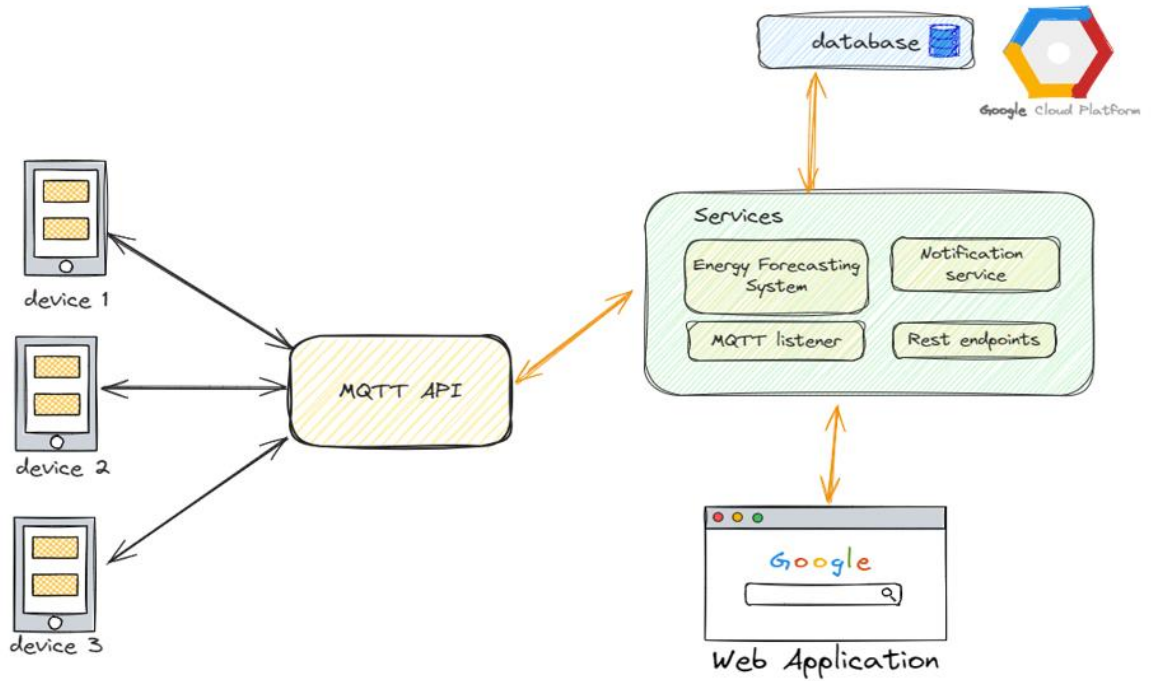 database
Google Cloud Platform
device 1
Services
Energy Forecasting
System
Notification
service
MQTT listener
Rest endpoints
MQTT API
device 2
Google
device 3
Web Application